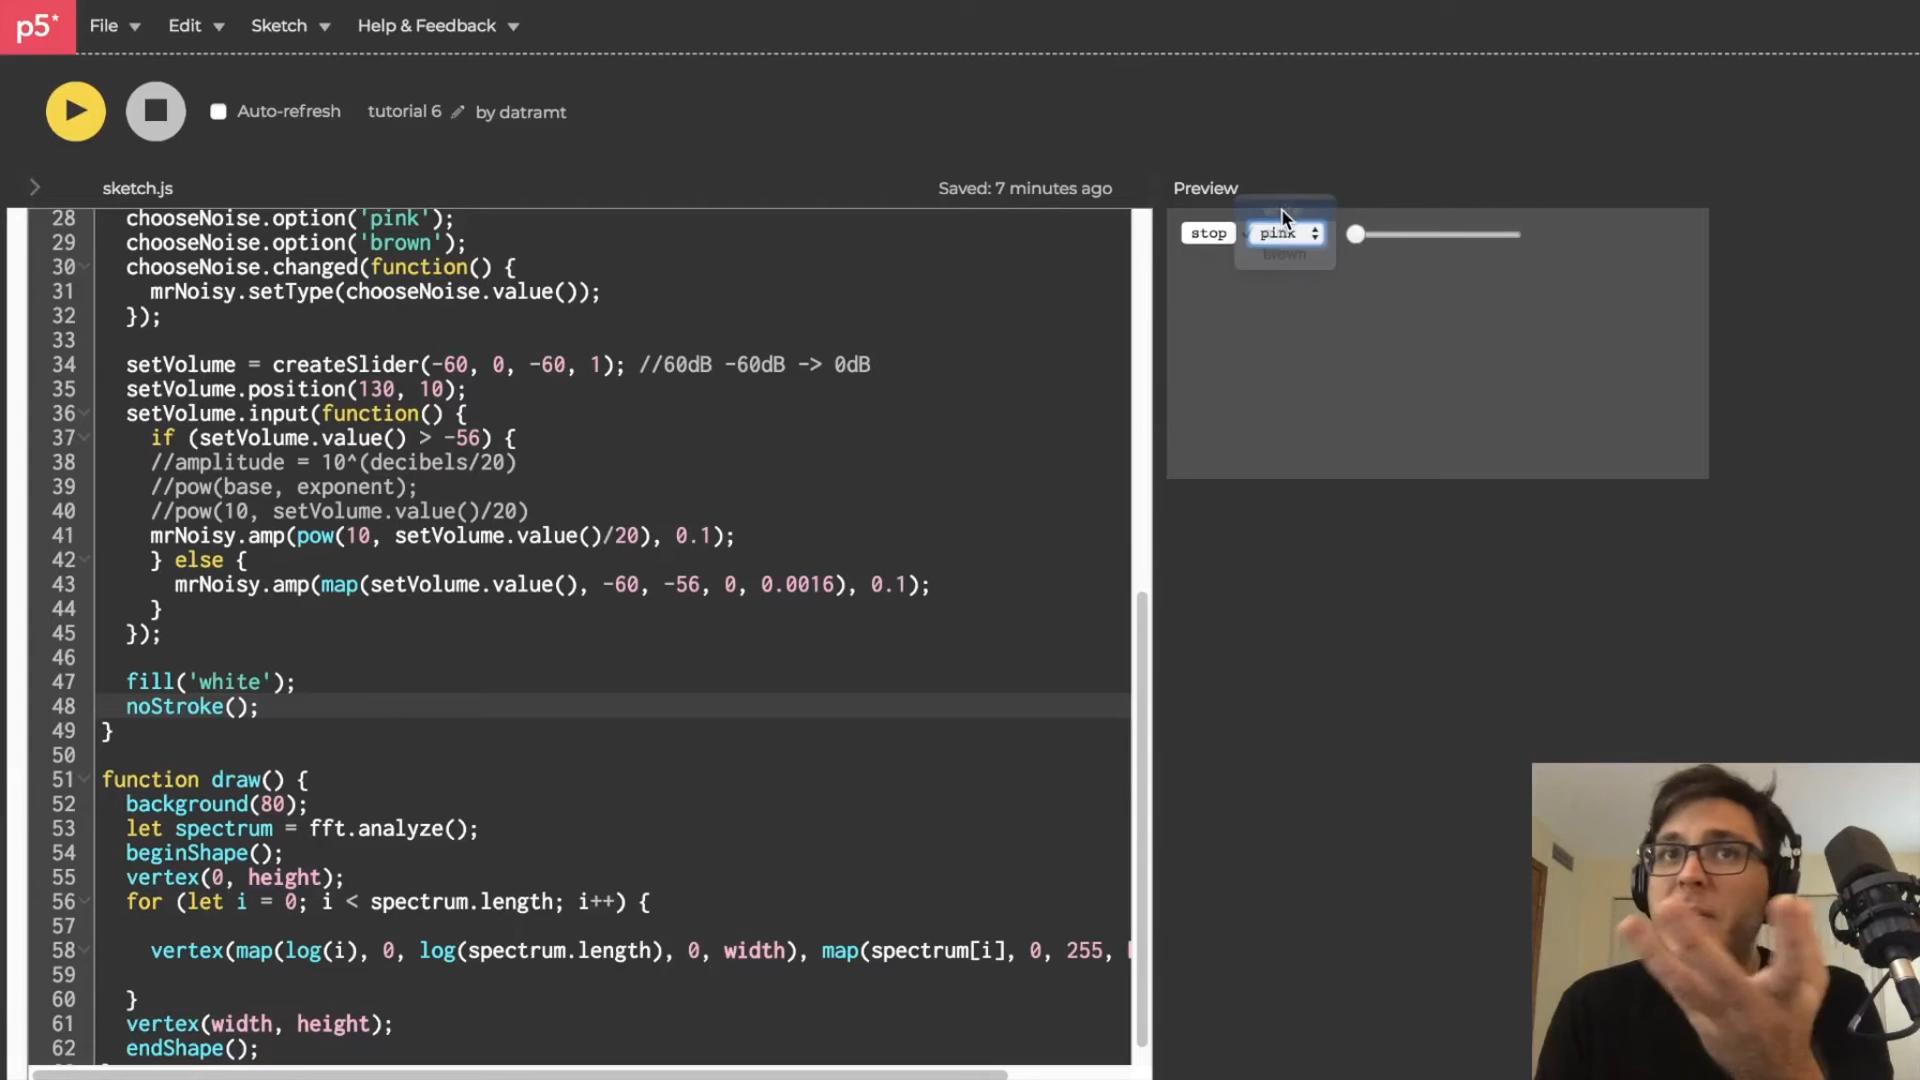 p5*
File
Edit
Sketch
Help & Feedback
Auto-refresh
tutorial 6
by datramt
sketch.js
Saved: 7 minutes ago
Preview
28 chooseNoise.option('pink');
29 chooseNoise.option('brown');
30 chooseNoise.changed(function() {
31 mrNoisy.setType(chooseNoise.value());
32 });
33
34 setVolume = createSlider(-60, 0, -60, 1); //60dB -60dB -> 0dB
35 setVolume.position(130, 10);
36 setVolume.input(function() {
37 if (setVolume.value() > -56) {
38 //amplitude = 10^(decibels/20)
39 //pow(base, exponent);
40 //pow(10, setVolume.value()/20)
41 mrNoisy.amp(pow(10, setVolume.value()/20), 0.1);
42 } else {
43 mrNoisy.amp(map(setVolume.value(), -60, -56, 0, 0.0016), 0.1);
44 }
45 });
46
47 fill('white');
48 noStroke();
49 }
50
51 function draw() {
52 background(80);
53 let spectrum = fft.analyze();
54 beginShape();
55 vertex(0, height);
56 for (let i = 0; i < spectrum.length; i++) {
57
58 vertex(map(log(i), 0, log(spectrum.length), 0, width), map(spectrum[i], 0, 255,
59
60 }
61 vertex(width, height);
62 endShape();
stop
pink
brown